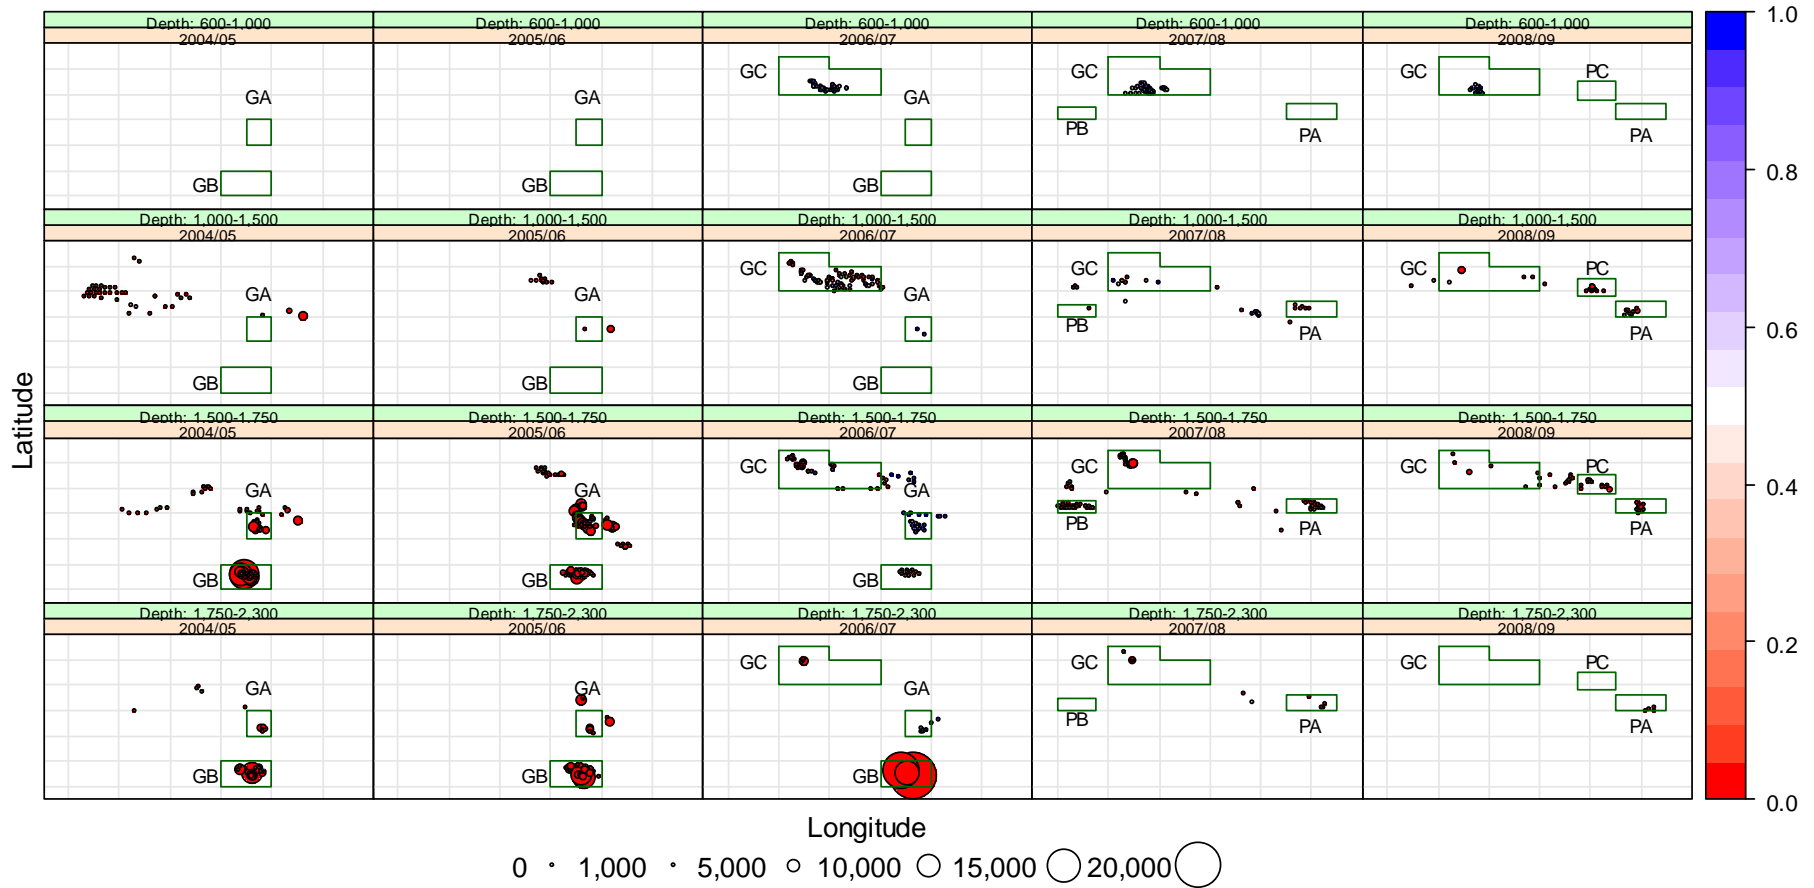 Depth: 600-1,000 Depth: 600-1,000 Depth: 600-1,000 Depth: 600-1,000 Depth: 600-1,000
2004/05 2005/06 2006/07 2007/08 2008/09
GC GC GC PC
GA GA GA
PB PA PA
GB GB GB
Depth: 1,000-1,500 Depth: 1,000-1,500 Depth: 1,000-1,500 Depth: 1,000-1,500 Depth: 1,000-1,500
2004/05 2005/06 2006/07 2007/08 2008/09
GC GC GC PC
GA GA GA
PB PA PA
GB GB GB
Depth: 1,500-1,750 Depth: 1,500-1,750 Depth: 1,500-1,750 Depth: 1,500-1,750 Depth: 1,500-1,750
2004/05 2005/06 2006/07 2007/08 2008/09
GC GC GC PC
GA GA GA
PB PA PA
GB GB GB
Depth: 1,750-2,300 Depth: 1,750-2,300 Depth: 1,750-2,300 Depth: 1,750-2,300 Depth: 1,750-2,300
2004/05 2005/06 2006/07 2007/08 2008/09
GC GC GC PC
GA GA GA
PB PA PA
GB GB GB
Latitude
Longitude
0 1,000 5,000 10,000 15,000 20,000
1.0
0.8
0.6
0.4
0.2
0.0